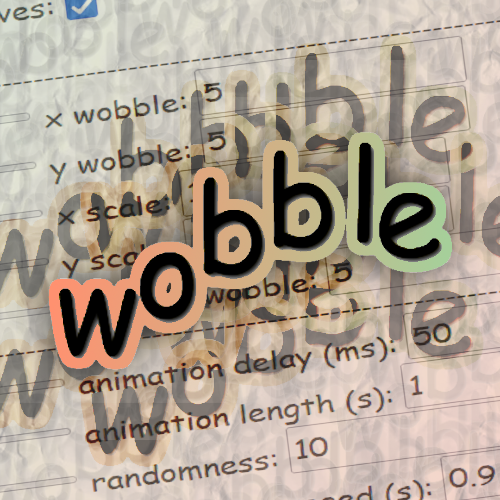 ves:
x wobble: 5
y wobble: 5
x scale:
y sca
wobble
wobble: 5
animation delay (ms): 50
animation length (s): 1
randomness: 10
ed (s): 0.9